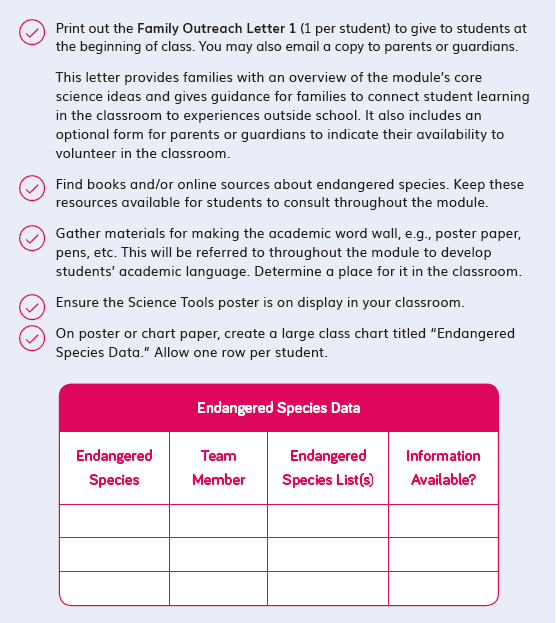 Print out the Family Outreach Letter 1 (1 per student) to give to students at
the beginning of class. You may also email a copy to parents or guardians.
This letter provides families with an overview of the module’s core
science ideas and gives guidance for families to connect student learning
in the classroom to experiences outside school. It also includes an
optional form for parents or guardians to indicate their availability to
volunteer in the classroom.
Find books and/or online sources about endangered species. Keep these
resources available for students to consult throughout the module.
Gather materials for making the academic word wall, e.g., poster paper,
pens, etc. This will be referred to throughout the module to develop
students’ academic language. Determine a place for it in the classroom.
Ensure the Science Tools poster is on display in your classroom.
On poster or chart paper, create a large class chart titled “Endangered
Species Data.” Allow one row per student.
Endangered Species Data
Endangered Species
Team Member
Endangered Species List(s)
Information Available?